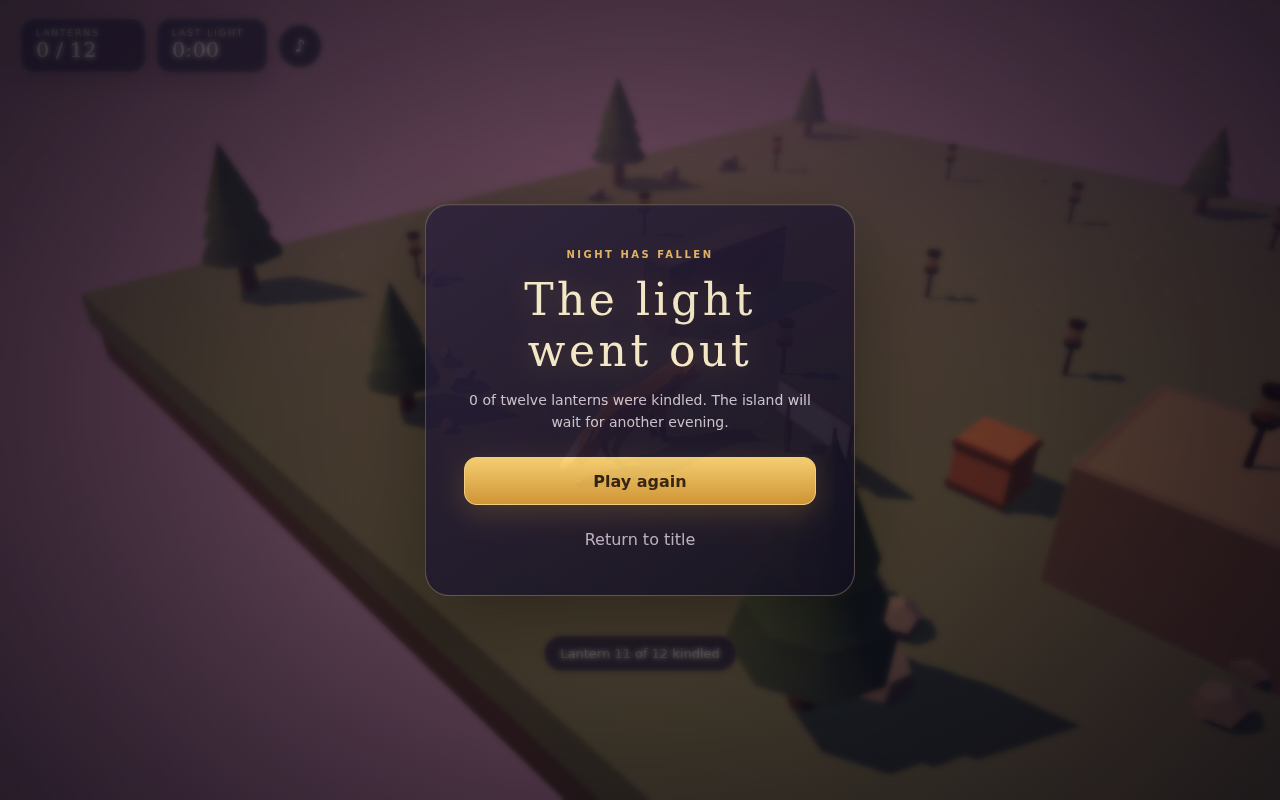 LANTERNS
0 / 12
LAST LIGHT
0:00
♪
NIGHT HAS FALLEN
The light
went out
0 of twelve lanterns were kindled. The island will
wait for another evening.
Play again
Return to title
Lantern 11 of 12 kindled